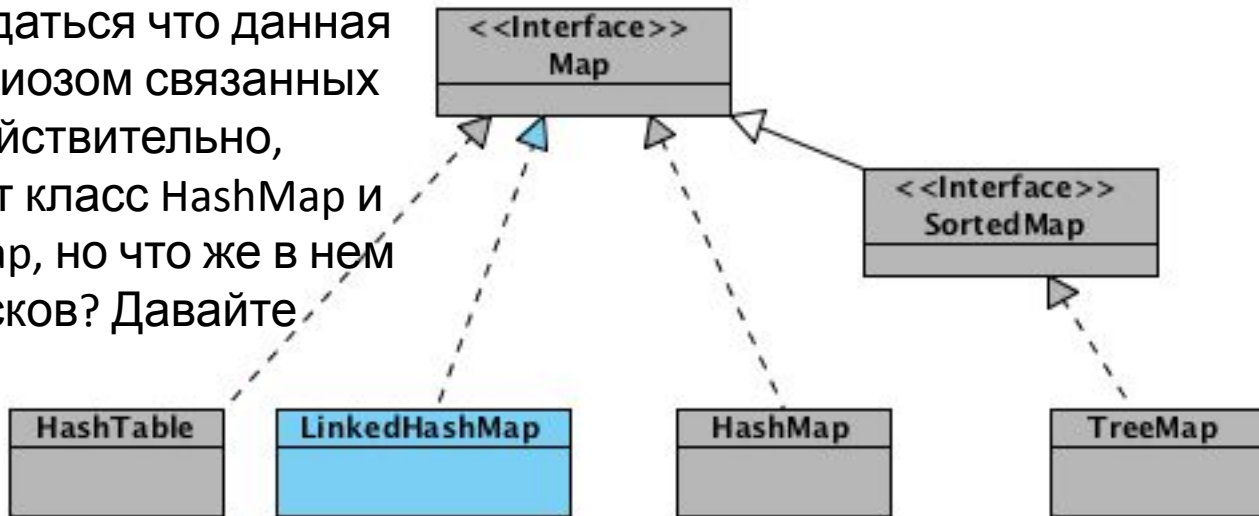 даться что данная
иозом связанных
йствительно,
т класс HashMap и
ap, но что же в нем
сков? Давайте
<<Interface>>
Map
<<Interface>>
SortedMap
HashTable
LinkedHashMap
HashMap
TreeMap